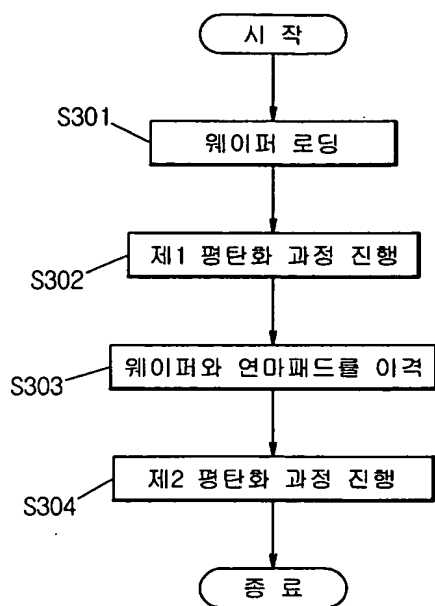 시 작
S301
웨이퍼 로딩
S302
제1 평탄화 과정 진행
S303
웨이퍼와 연마패드를 이격
S304
제2 평탄화 과정 진행
종 료